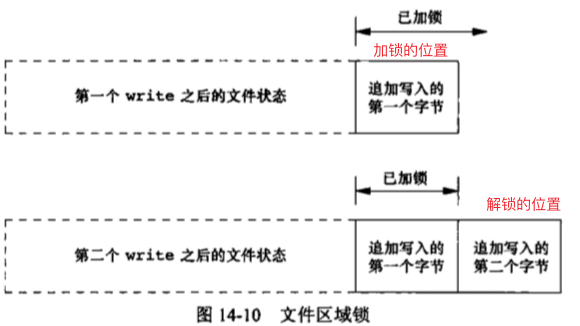 已加锁
加锁的位置
第一个 write 之后的文件状态
追加写入的
第一个字节
已加锁
解锁的位置
第二个 write 之后的文件状态
追加写入的
第一个字节
追加写入的
第二个字节
图 14-10 文件区域锁